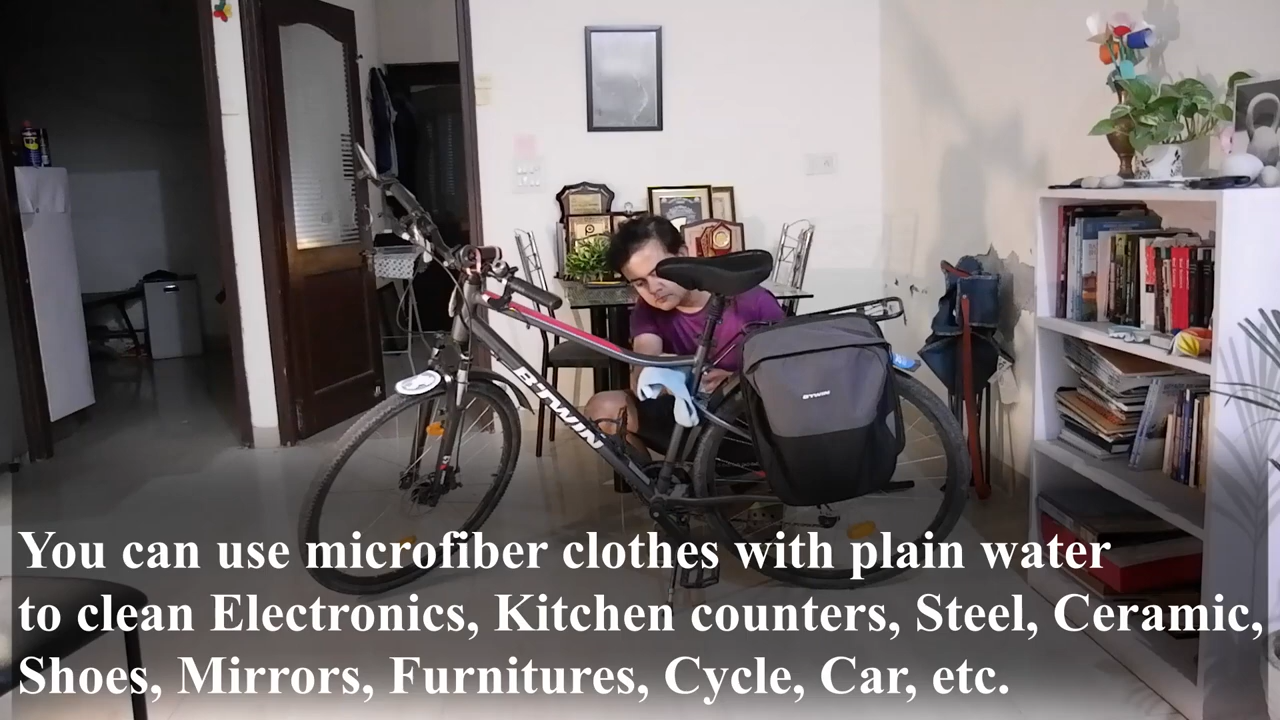 BTWIN
BTWIN
You can use microfiber clothes with plain water
to clean Electronics, Kitchen counters, Steel, Ceramic,
Shoes, Mirrors, Furnitures, Cycle, Car, etc.